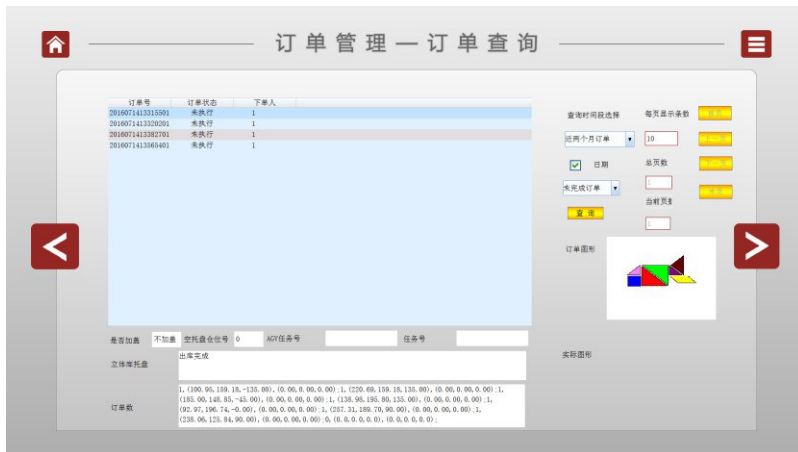 订单管理—订单查询
订单号 订单状态 下单人
2016071413315501 未执行 1
2016071413320201 未执行 1
2016071413382701 未执行 1
2016071413565401 未执行 1
查询时间段选择 每页显示条数
近两个月订单 10 上一页
日期 总页数 下一页
未完成订单 1
当前页
查 询 1
订单图形
是否加盖 不加盖 空托盘仓位号 0 AGV任务号 任务号
立体库托盘 出库完成
实际图形
订单数
1,(100.95,159.18,-135.00),(0.00,0.00,0.00);1,(220.69,159.18,135.00),(0.00,0.00,0.00);1,
(185.00,148.85,-45.00),(0.00,0.00,0.00);1,(138.98,195.80,135.00),(0.00,0.00,0.00);1,
(92.97,196.74,-0.00),(0.00,0.00,0.00);1,(257.31,189.70,90.00),(0.00,0.00,0.00);1,
(238.06,125.84,90.00),(0.00,0.00,0.00);0,(0.0,0.0,0.0),(0.0,0.0,0.0);